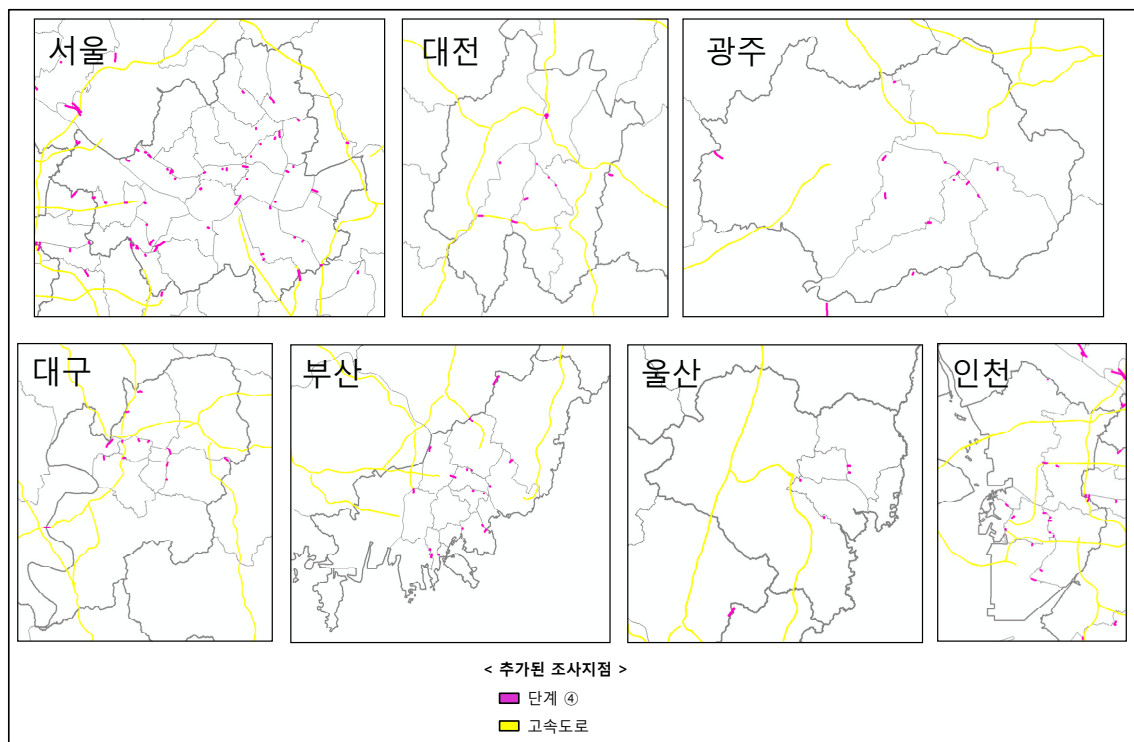 서울
대전
광주
대구
부산
울산
인천
< 추가된 조사지점 >
단계 ④
고속도로